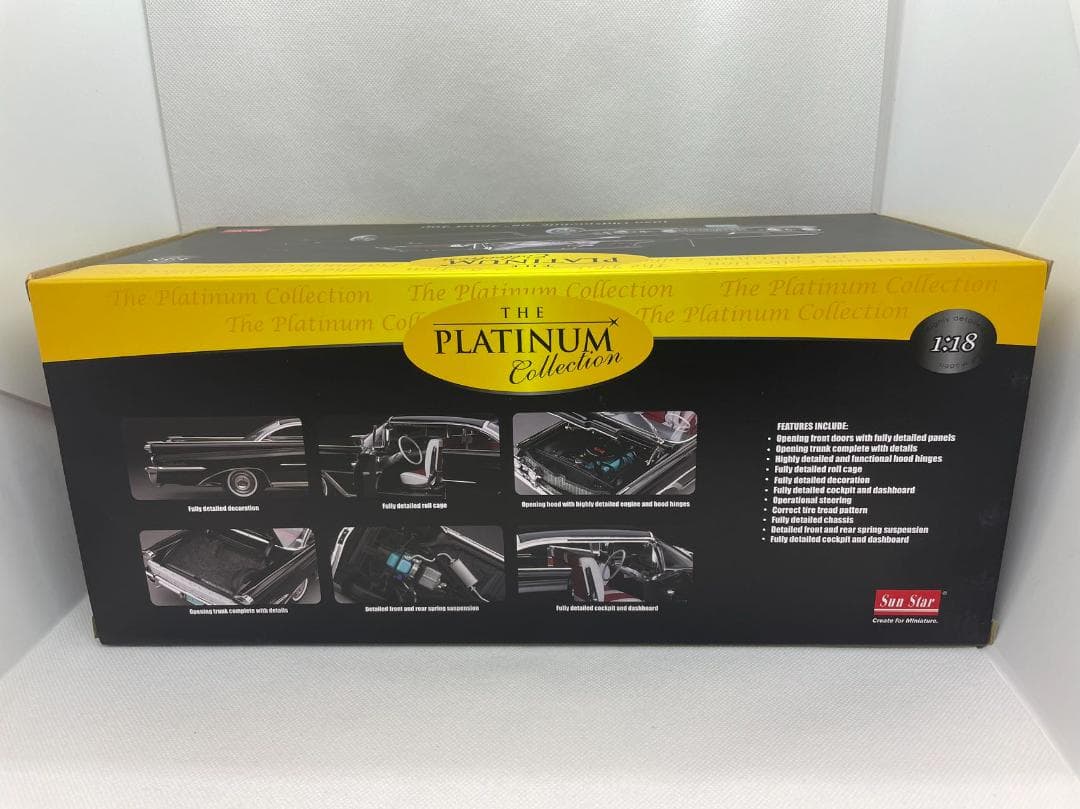 The Platinum Collection The Platinum Collection The Platinum Collection
The Platinum Col The Platinum Collection
THE
PLATINUM
Collection
1:18
Fully detailed decoration
Fully detailed roll cage
Opening hood with highly detailed engine and hood hinges
Opening trunk complete with details
Detailed front and rear spring suspension
Fully detailed cockpit and dashboard
FEATURES INCLUDE:
• Opening front doors with fully detailed panels
• Opening trunk complete with details
• Highly detailed and functional hood hinges
• Fully detailed roll cage
• Fully detailed decoration
• Fully detailed cockpit and dashboard
• Operational steering
• Correct tire tread pattern
• Fully detailed chassis
• Detailed front and rear spring suspension
• Fully detailed cockpit and dashboard
Sun Star®
Create For Miniature.